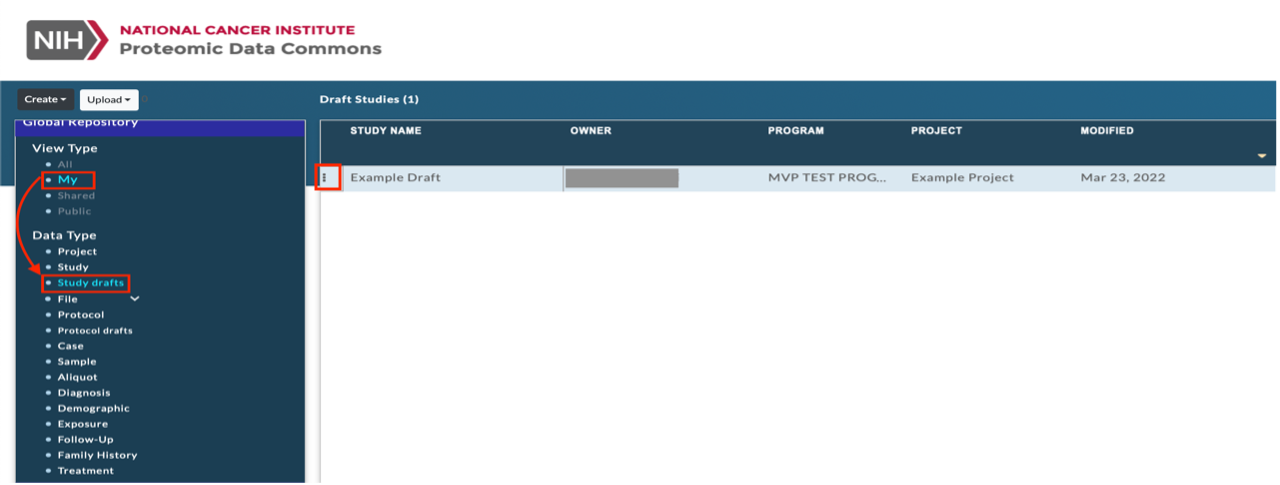 NIH
NATIONAL CANCER INSTITUTE
Proteomic Data Commons
Create
Upload
Draft Studies (1)
Global Repository
View Type
All
My
Shared
Public
Data Type
Project
Study
Study drafts
File
Protocol
Protocol drafts
Case
Sample
Aliquot
Diagnosis
Demographic
Exposure
Follow-Up
Family History
Treatment
STUDY NAME OWNER PROGRAM PROJECT MODIFIED
Example Draft MVP TEST PROG... Example Project Mar 23, 2022